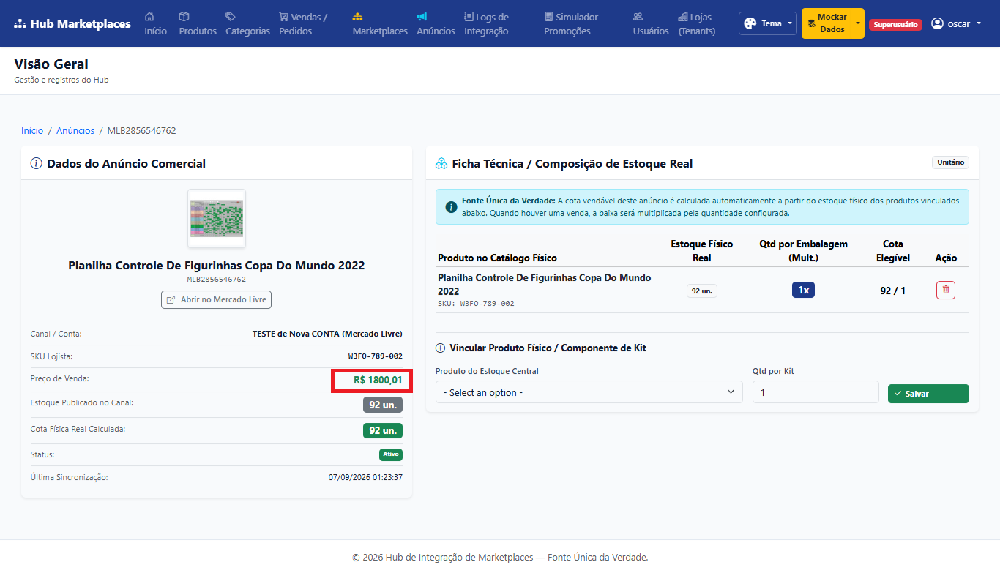 Hub Marketplaces
Início
Produtos
Categorias
Vendas /
Pedidos
Marketplaces
Anúncios
Logs de
Integração
Simulador
Promoções
Usuários
Lojas
(Tenants)
Tema
Mockar
Dados
Superusuário
oscar
Visão Geral
Gestão e registros do Hub
Início / Anúncios / MLB2856546762
Dados do Anúncio Comercial
Planilha Controle De Figurinhas Copa Do Mundo 2022
MLB2856546762
Abrir no Mercado Livre
Canal / Conta: TESTE de Nova CONTA (Mercado Livre)
SKU Lojista: W3FO-789-002
Preço de Venda: R$ 1800,01
Estoque Publicado no Canal: 92 un.
Cota Física Real Calculada: 92 un.
Status: Ativo
Última Sincronização: 07/09/2026 01:23:37
Ficha Técnica / Composição de Estoque Real
Unitário
Fonte Única da Verdade: A cota vendável deste anúncio é calculada automaticamente a partir do estoque físico dos produtos vinculados
abaixo. Quando houver uma venda, a baixa será multiplicada pela quantidade configurada.
Produto no Catálogo Físico
Estoque Físico
Real
Qtd por Embalagem
(Mult.)
Cota
Elegível
Ação
Planilha Controle De Figurinhas Copa Do Mundo
2022
SKU: W3FO-789-002
92 un.
1x
92 / 1
Vincular Produto Físico / Componente de Kit
Produto do Estoque Central
- Select an option -
Qtd por Kit
1
Salvar
© 2026 Hub de Integração de Marketplaces — Fonte Única da Verdade.